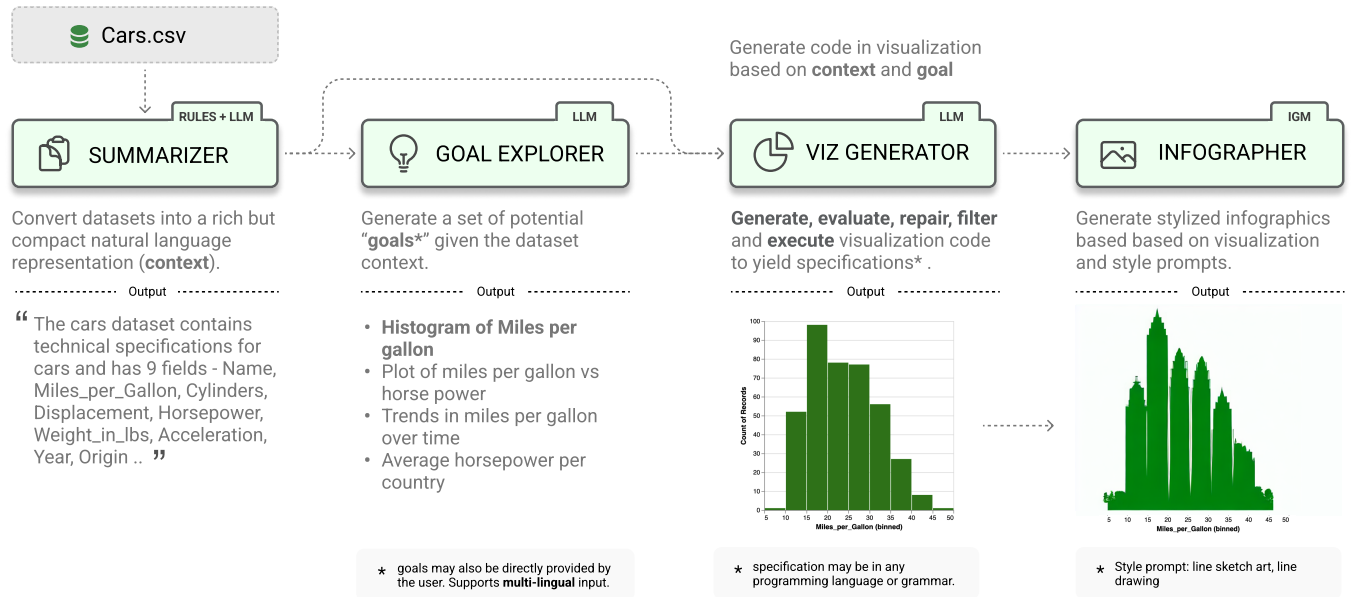 Cars.csv
RULES + LLM
SUMMARIZER
Convert datasets into a rich but
compact natural language
representation (context).
Output
“ The cars dataset contains
technical specifications for
cars and has 9 fields - Name,
Miles_per_Gallon, Cylinders,
Displacement, Horsepower,
Weight_in_lbs, Acceleration,
Year, Origin .. ”
LLM
GOAL EXPLORER
Generate a set of potential
“goals*” given the dataset
context.
Output
• Histogram of Miles per
gallon
• Plot of miles per gallon vs
horse power
• Trends in miles per gallon
over time
• Average horsepower per
country
* goals may also be directly provided by
the user. Supports multi-lingual input.
Generate code in visualization
based on context and goal
LLM
VIZ GENERATOR
Generate, evaluate, repair, filter
and execute visualization code
to yield specifications* .
Output
100
90
80
70
60
50
40
30
20
10
0
Count of Records
5 10 15 20 25 30 35 40 45 50
Miles_per_Gallon (binned)
* specification may be in any
programming language or grammar.
IGM
INFOGRAPHER
Generate stylized infographics
based based on visualization
and style prompts.
Output
5 10 15 20 25 30 35 40 45 50
Miles_per_Gallon (binned)
* Style prompt: line sketch art, line
drawing